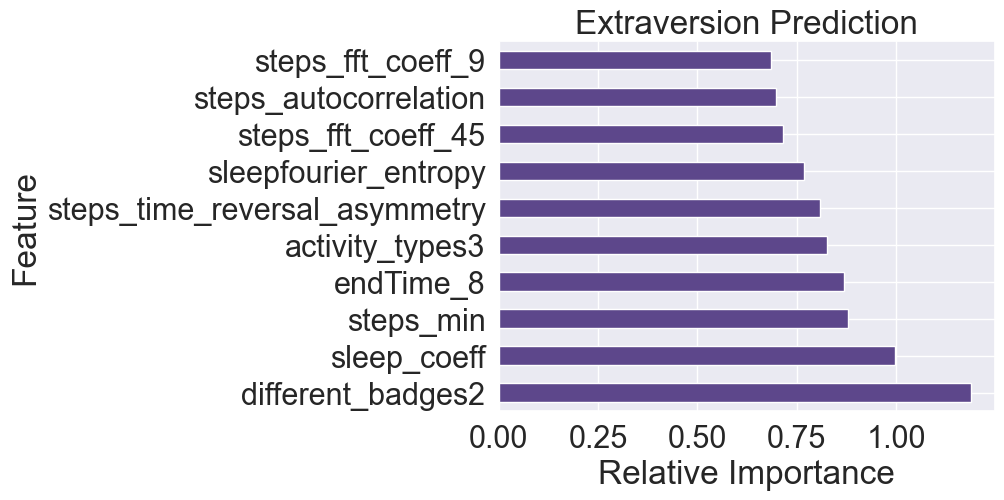 Extraversion Prediction
Feature
steps_fft_coeff_9
steps_autocorrelation
steps_fft_coeff_45
sleepfourier_entropy
steps_time_reversal_asymmetry
activity_types3
endTime_8
steps_min
sleep_coeff
different_badges2
0.00 0.25 0.50 0.75 1.00
Relative Importance